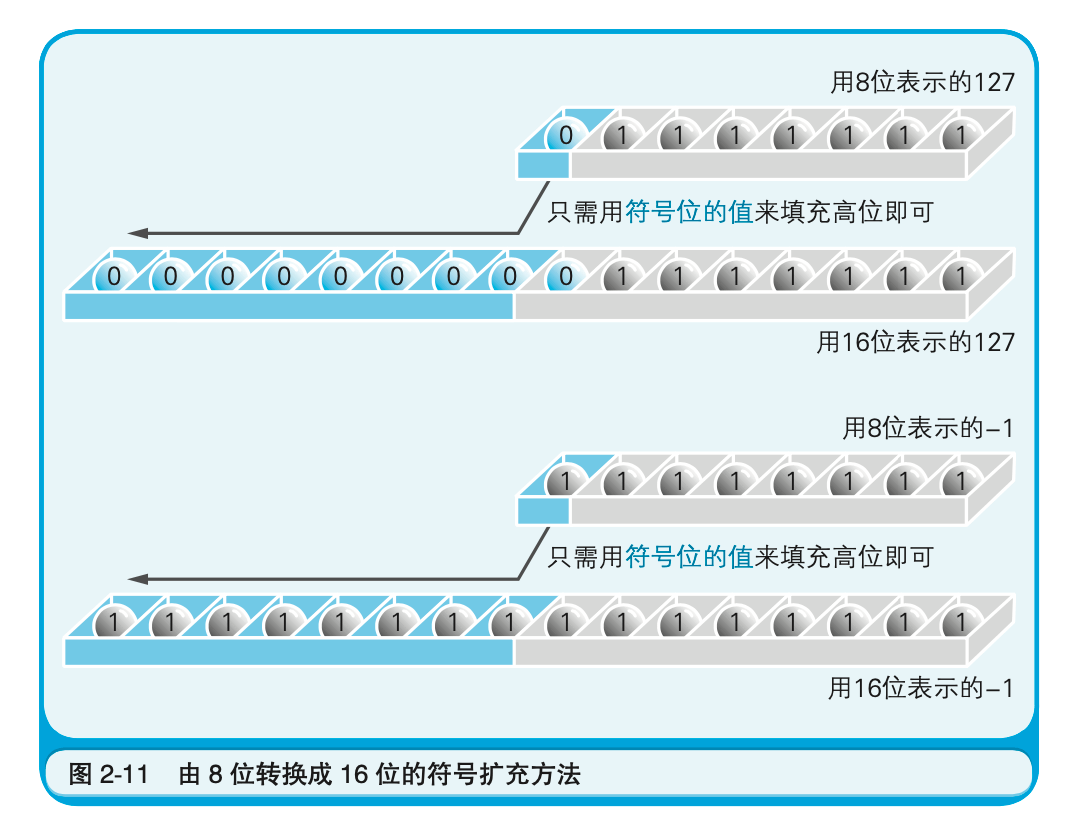 用8位表示的127
0 1 1 1 1 1 1 1
只需用符号位的值来填充高位即可
0 0 0 0 0 0 0 0 0 1 1 1 1 1 1 1
用16位表示的127
用8位表示的–1
1 1 1 1 1 1 1 1
只需用符号位的值来填充高位即可
1 1 1 1 1 1 1 1 1 1 1 1 1 1 1 1
用16位表示的–1
图 2-11 由 8 位转换成 16 位的符号扩充方法